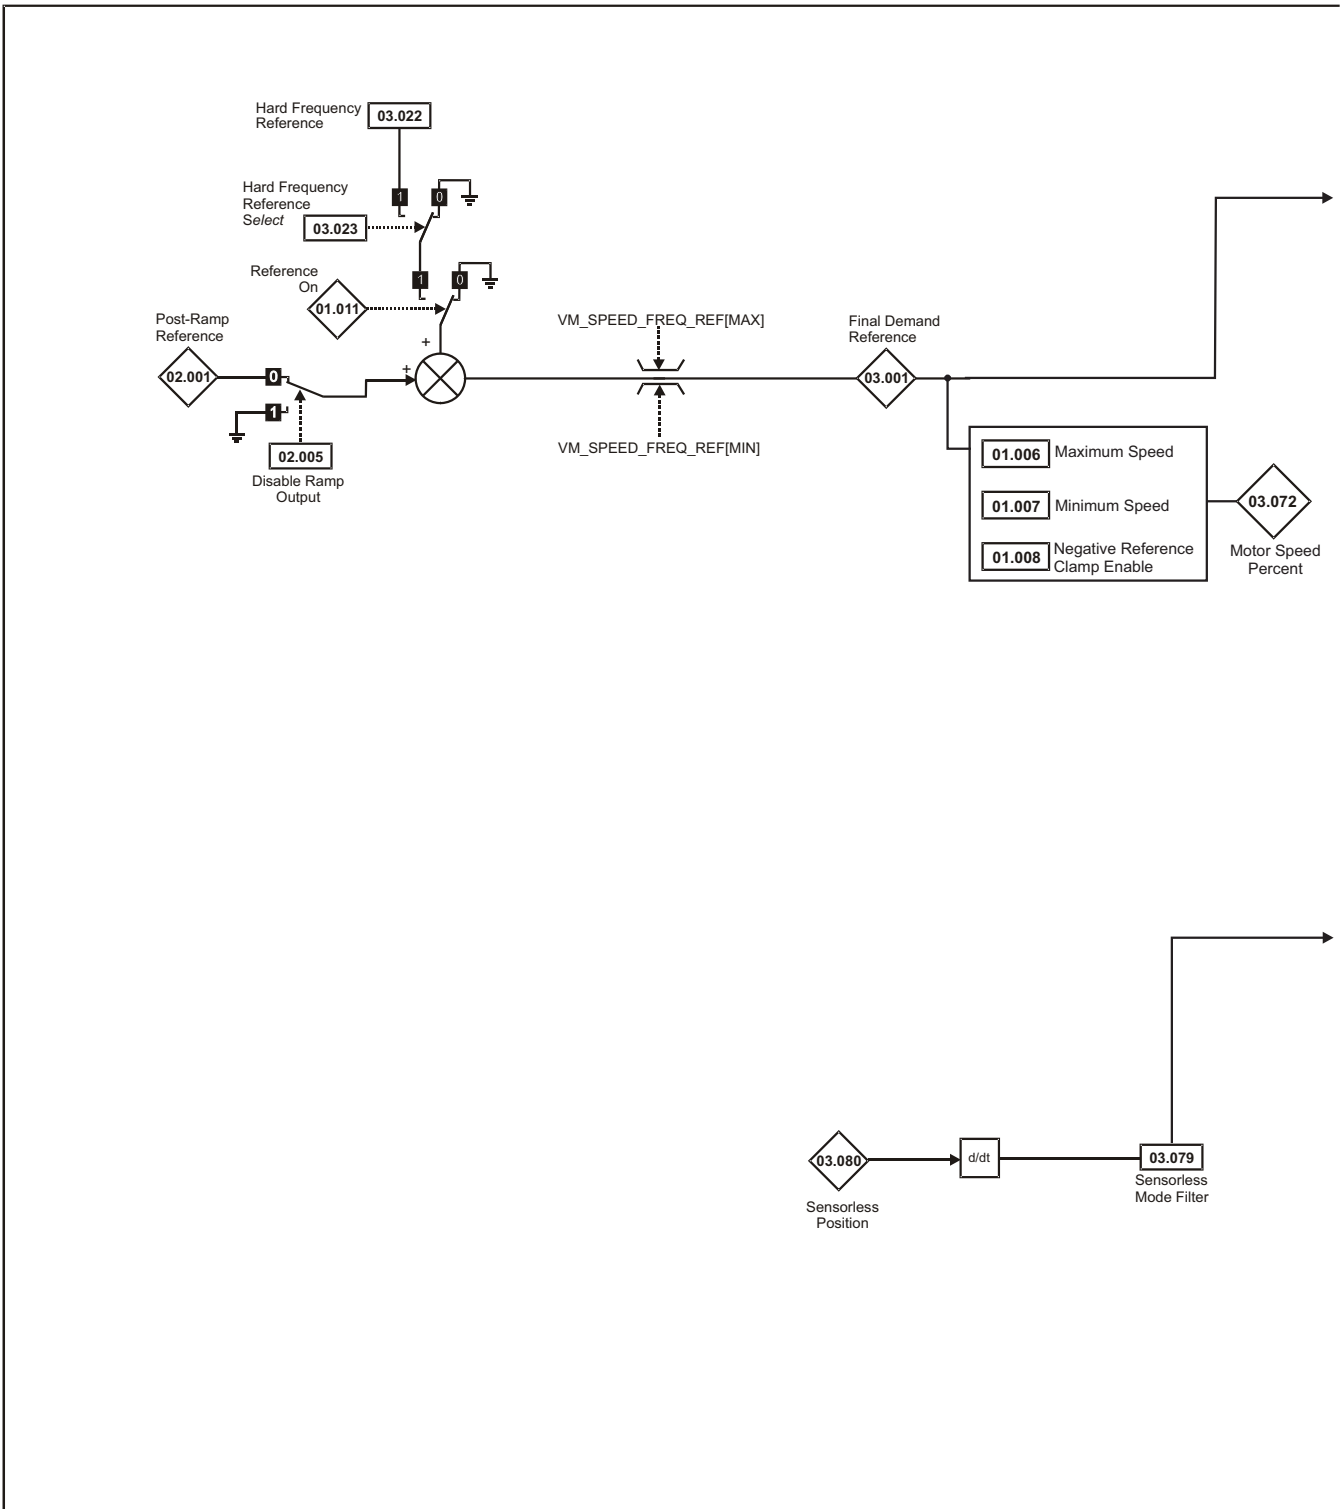 Hard Frequency
Reference
03.022
1
0
Hard Frequency
Reference
Select
03.023
1
0
Reference
On
01.011
Post-Ramp
Reference
02.001
0
1
02.005
Disable Ramp
Output
+
+
VM_SPEED_FREQ_REF[MAX]
VM_SPEED_FREQ_REF[MIN]
Final Demand
Reference
03.001
01.006 Maximum Speed
01.007 Minimum Speed
01.008 Negative Reference
Clamp Enable
03.072
Motor Speed
Percent
03.080
Sensorless
Position
d/dt
03.079
Sensorless
Mode Filter